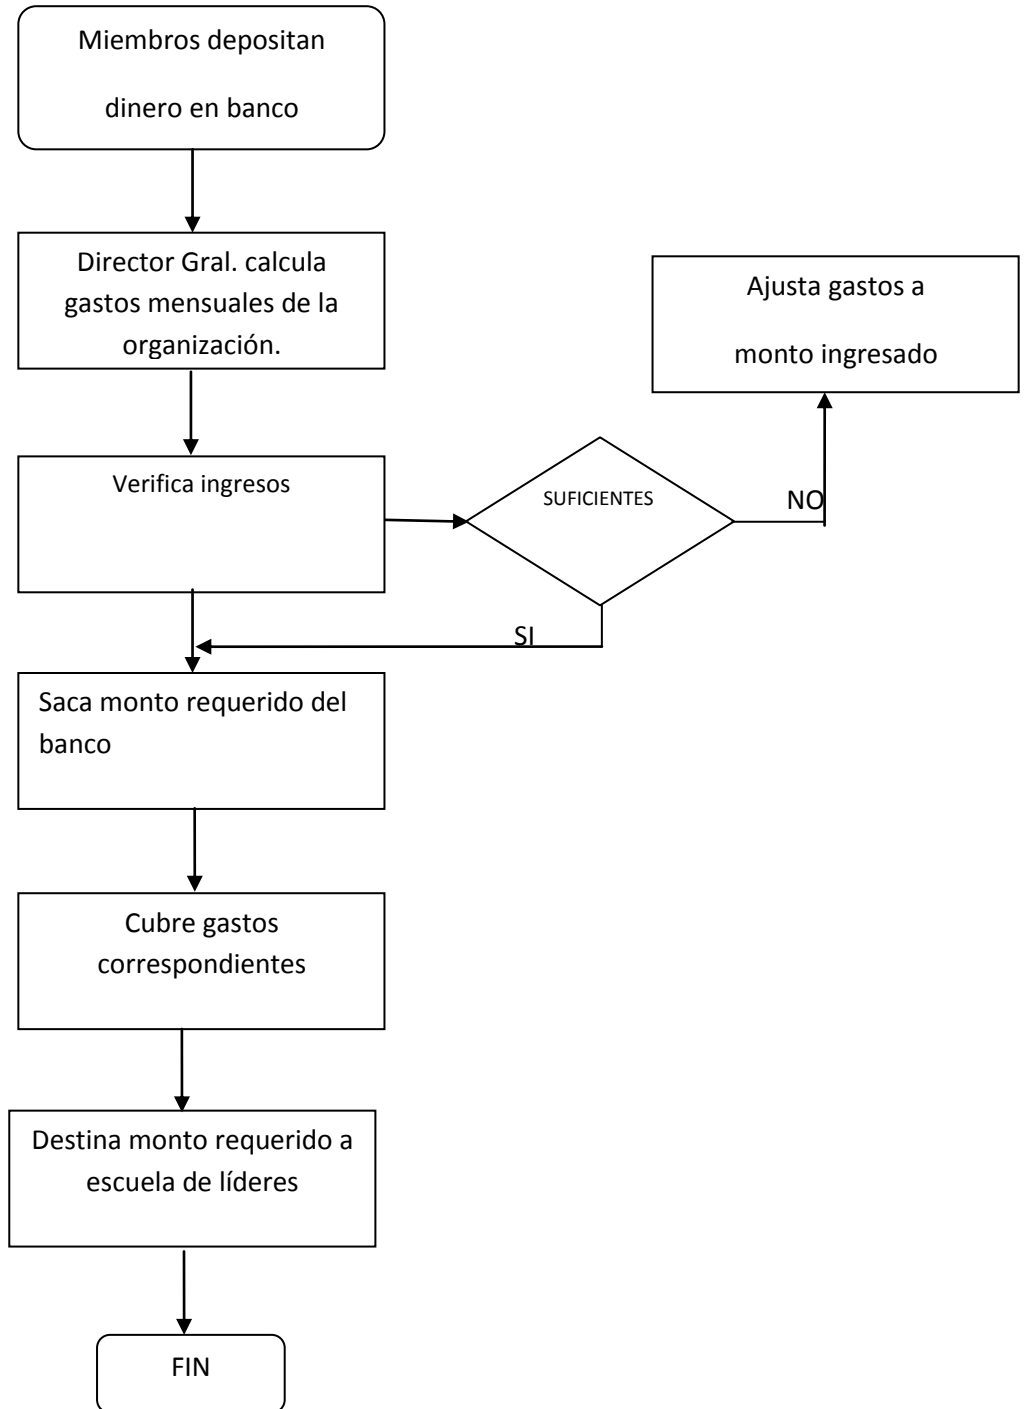 Miembros depositan
dinero en banco
Director Gral. calcula
gastos mensuales de la
organización.
Ajusta gastos a
monto ingresado
Verifica ingresos
SUFICIENTES
NO
SI
Saca monto requerido del
banco
Cubre gastos
correspondientes
Destina monto requerido a
escuela de líderes
FIN